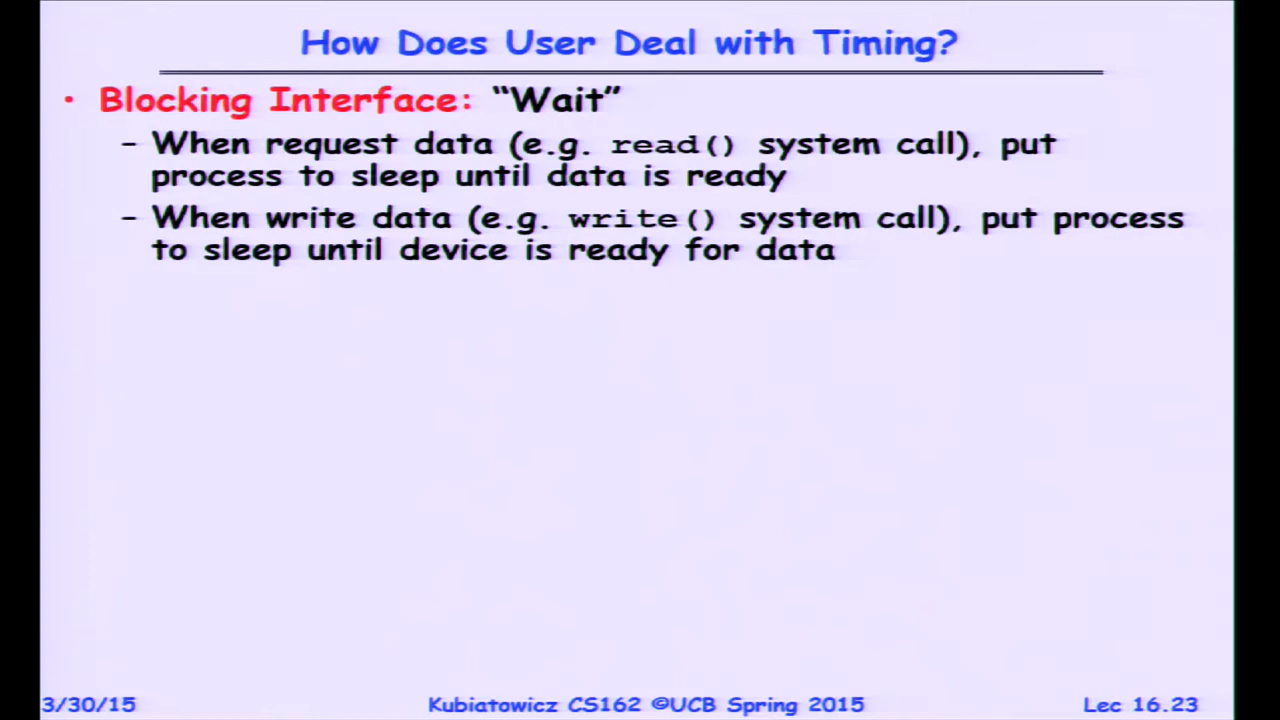 How Does User Deal with Timing?
• Blocking Interface: “Wait”
– When request data (e.g. read() system call), put
process to sleep until data is ready
– When write data (e.g. write() system call), put process
to sleep until device is ready for data
3/30/15
Kubiatowicz CS162 ©UCB Spring 2015
Lec 16.23